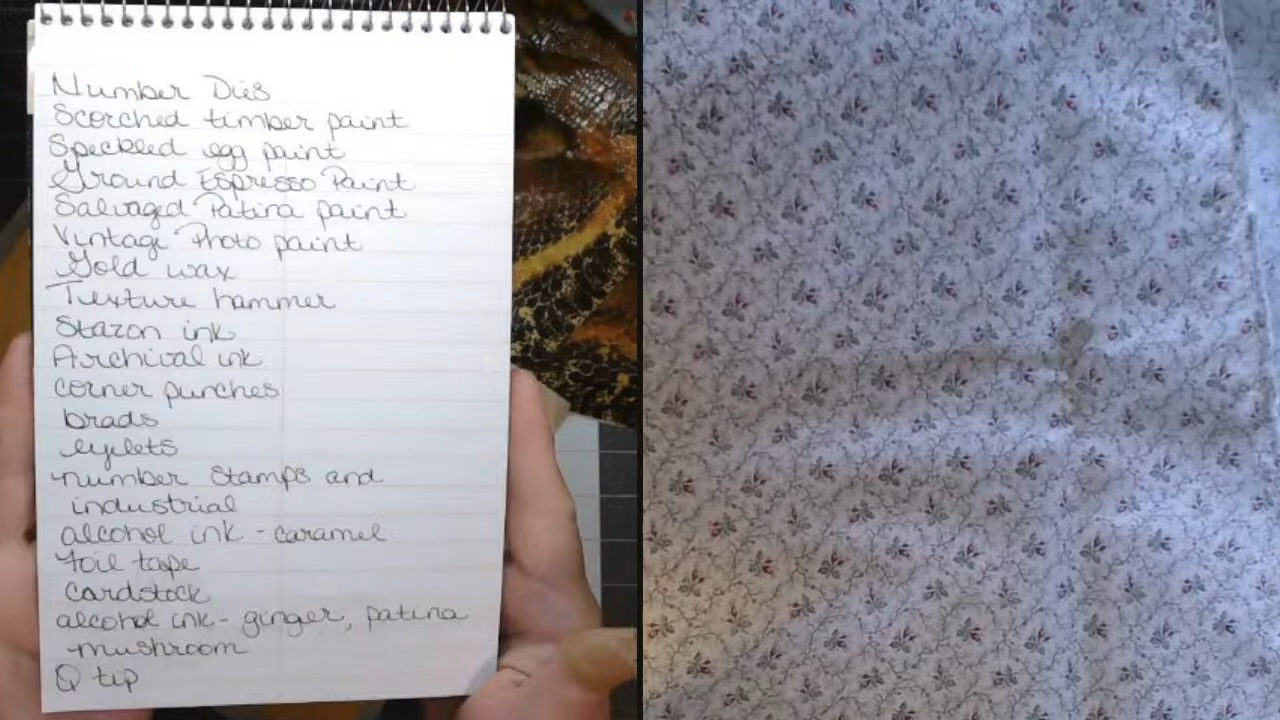 Number Dies
Scorched timber paint
Speckled egg paint
Ground Espresso Paint
Salvaged Patina paint
Vintage Photo paint
Gold wax
Texture hammer
Stazon ink
Archival ink
corner punches
brads
eyelets
number stamps and
industrial
alcohol ink - caramel
Foil tape
cardstock
alcohol ink - ginger, patina
mushroom
Q tip